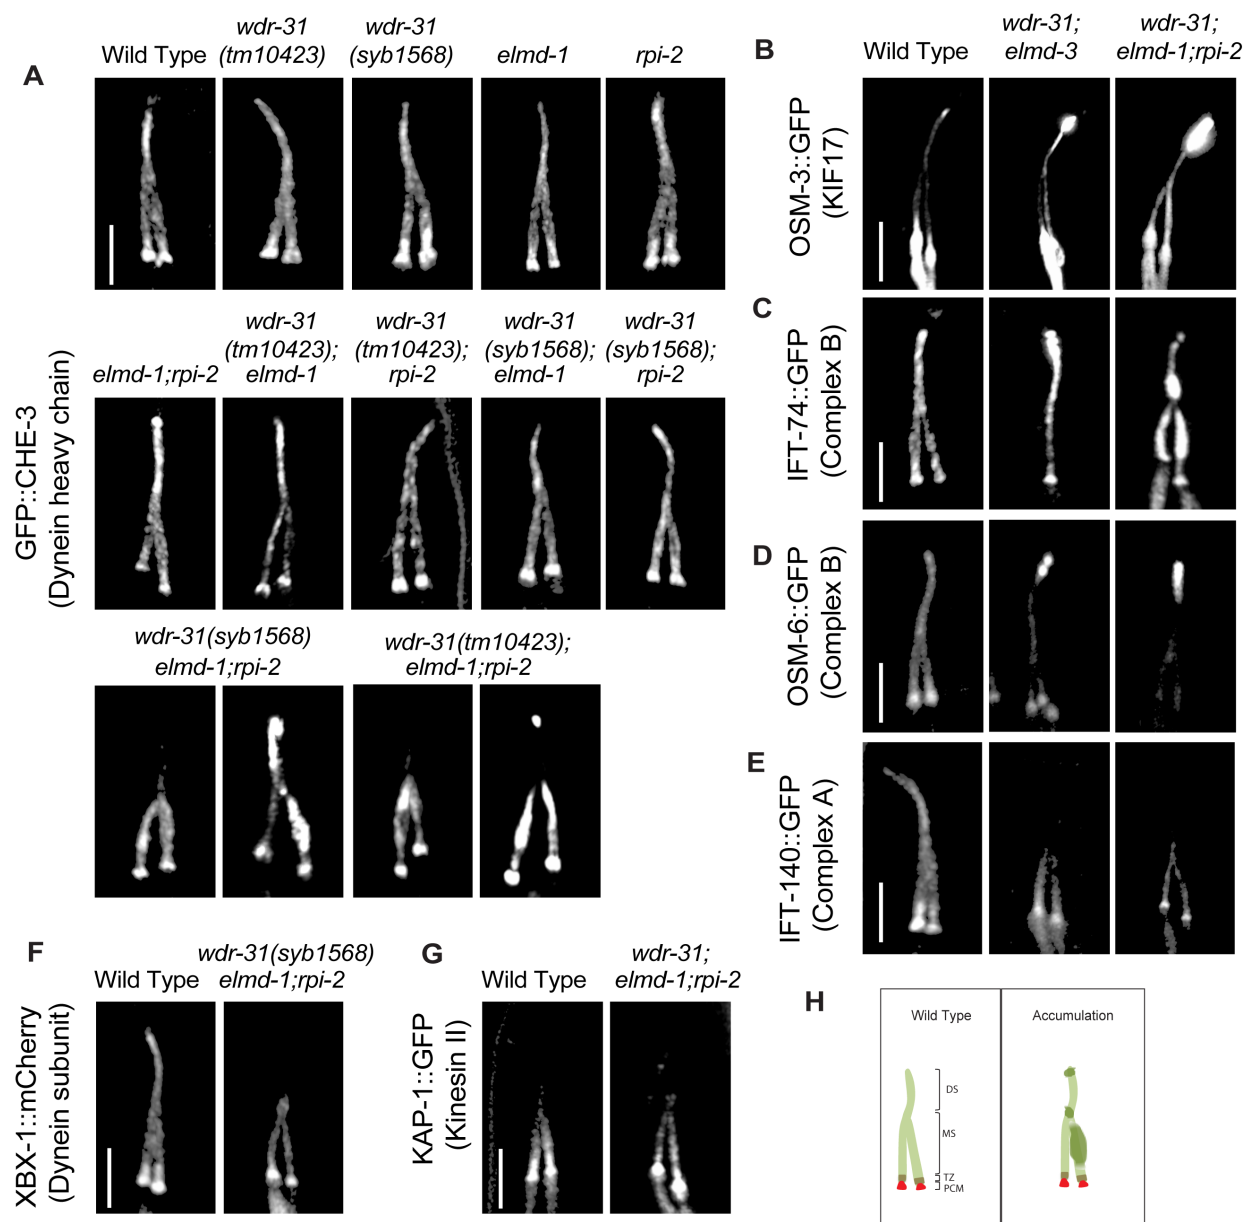 A
Wild Type
wdr-31
(tm10423)
wdr-31
(syb1568)
elmd-1
rpi-2
GFP::CHE-3
(Dynein heavy chain)
elmd-1;rpi-2
wdr-31
(tm10423);
elmd-1
wdr-31
(tm10423);
rpi-2
wdr-31
(syb1568);
elmd-1
wdr-31
(syb1568);
rpi-2
wdr-31(syb1568)
elmd-1;rpi-2
wdr-31(tm10423);
elmd-1;rpi-2
B
Wild Type
wdr-31;
elmd-3
wdr-31;
elmd-1;rpi-2
OSM-3::GFP
(KIF17)
C
IFT-74::GFP
(Complex B)
D
OSM-6::GFP
(Complex B)
E
IFT-140::GFP
(Complex A)
F
Wild Type
wdr-31(syb1568)
elmd-1;rpi-2
XBX-1::mCherry
(Dynein subunit)
G
Wild Type
wdr-31;
elmd-1;rpi-2
KAP-1::GFP
(Kinesin II)
H
Wild Type
Accumulation
DS
MS
TZ
PCM